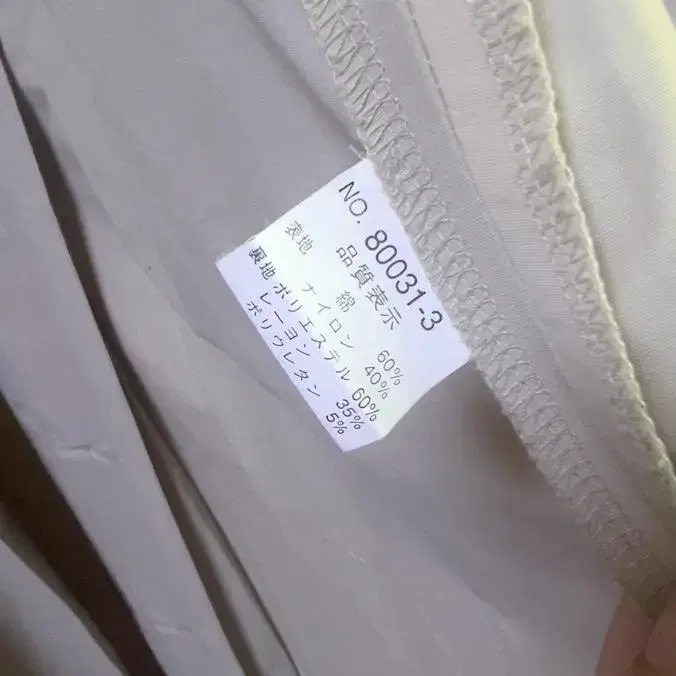 NO. 80031-3
品質表示
表地 綿 60%
ナイロン 40%
裏地 ポリエステル 60%
レーヨン 35%
ポリウレタン 5%